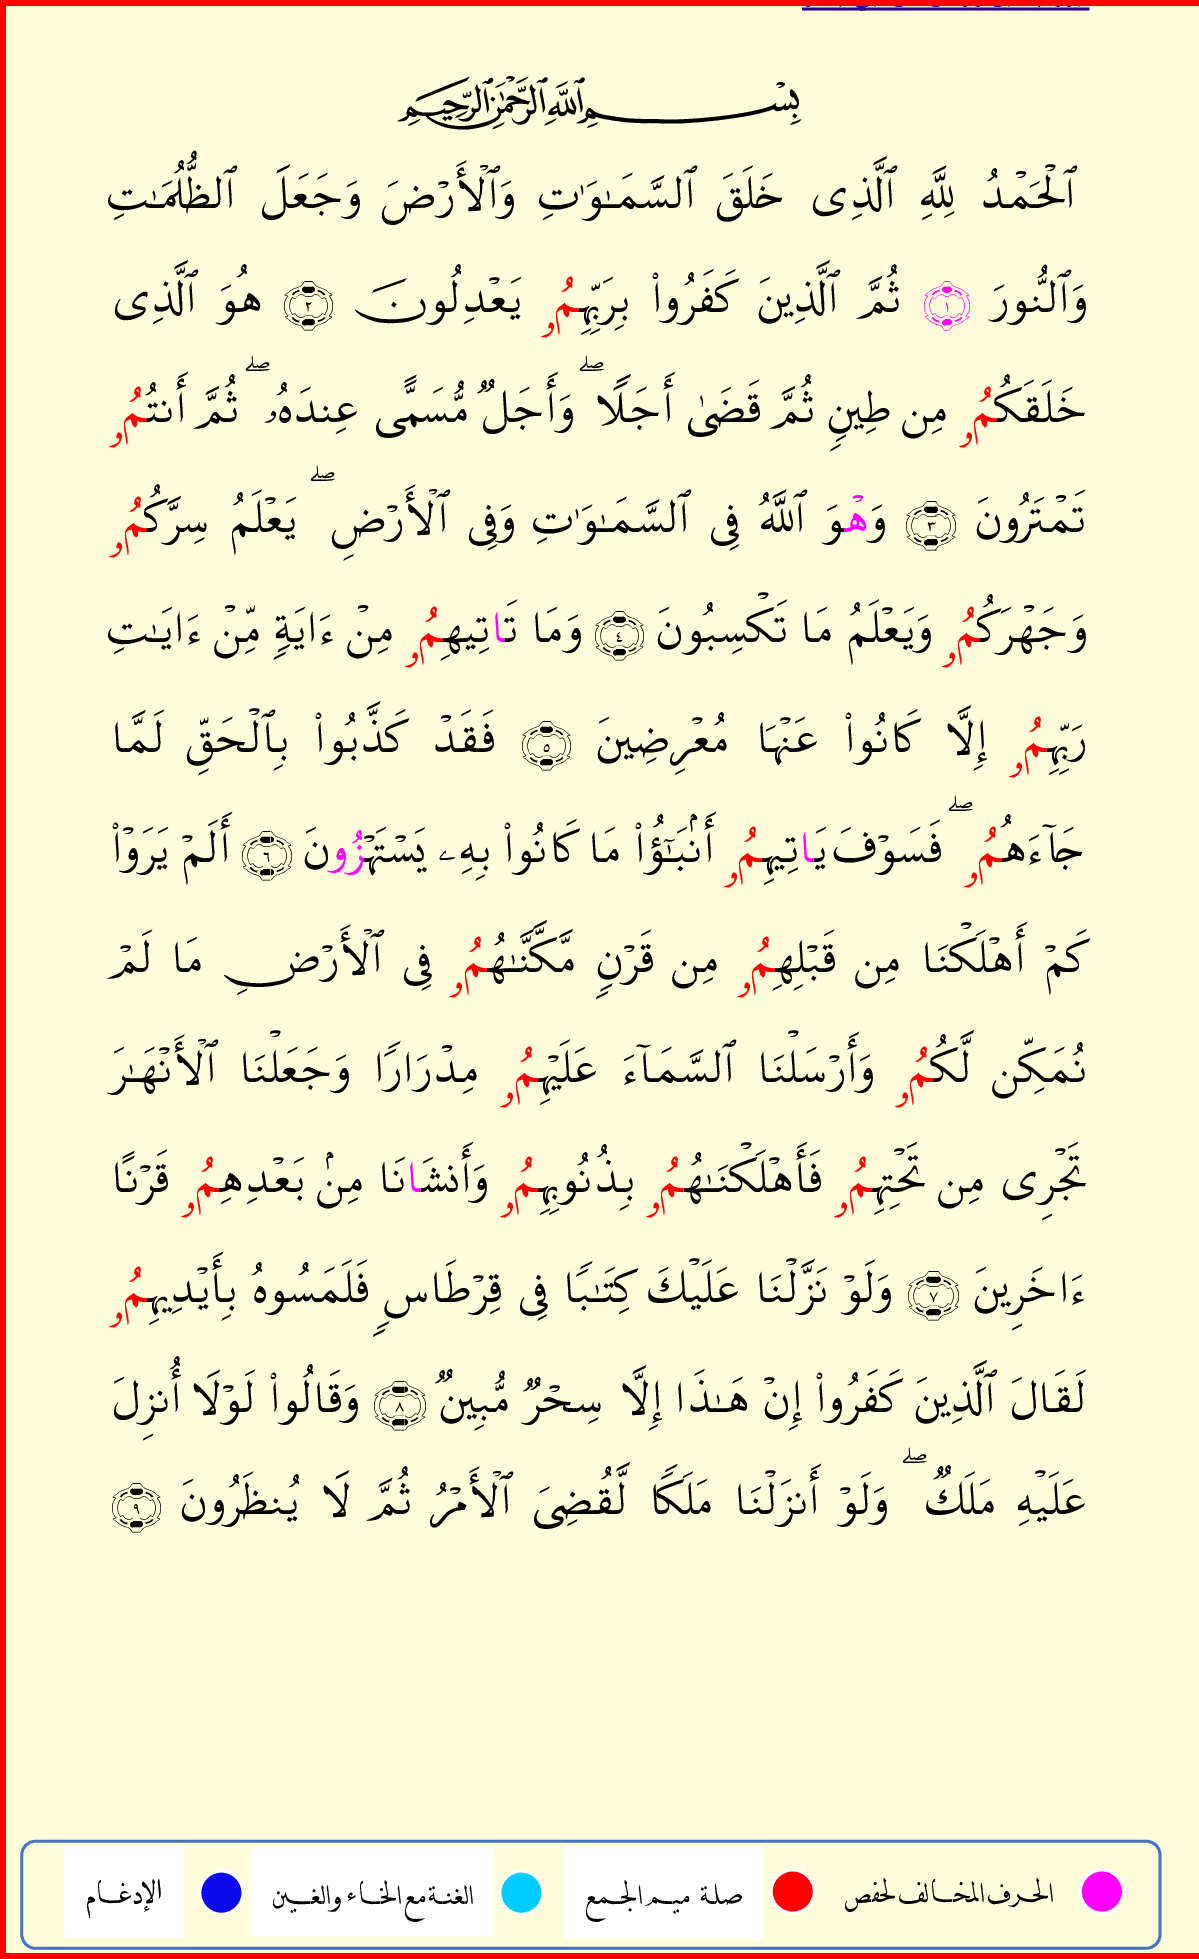 بِسْمِ اللَّهِ الرَّحْمَٰنِ الرَّحِيمِ
ٱلْحَمْدُ لِلَّهِ ٱلَّذِى خَلَقَ ٱلسَّمَـٰوَٰتِ وَٱلْأَرْضَ وَجَعَلَ ٱلظُّلُمَـٰتِ
وَٱلنُّورَ ١ ثُمَّ ٱلَّذِينَ كَفَرُوا۟ بِرَبِّهِمُۥ يَعْدِلُونَ ٢ هُوَ ٱلَّذِى
خَلَقَكُمُۥ مِن طِينٍ ثُمَّ قَضَىٰ أَجَلًا ۖ وَأَجَلٌ مُّسَمًّى عِندَهُۥ ۖ ثُمَّ أَنتُمُۥ
تَمْتَرُونَ ٣ وَهْوَ ٱللَّهُ فِى ٱلسَّمَـٰوَٰتِ وَفِى ٱلْأَرْضِ ۖ يَعْلَمُ سِرَّكُمُۥ
وَجَهْرَكُمُۥ وَيَعْلَمُ مَا تَكْسِبُونَ ٤ وَمَا تَاتِيهِمُۥ مِنْ ءَايَةٍ مِّنْ ءَايَـٰتِ
رَبِّهِمُۥ إِلَّا كَانُوا۟ عَنْهَا مُعْرِضِينَ ٥ فَقَدْ كَذَّبُوا۟ بِٱلْحَقِّ لَمَّا
جَآءَهُمُۥ ۖ فَسَوْفَ يَاتِيهِمُۥ أَنۢبَـٰٓؤُا۟ مَا كَانُوا۟ بِهِۦ يَسْتَهْزُونَ ٦ أَلَمْ يَرَوْا۟
كَمْ أَهْلَكْنَا مِن قَبْلِهِمُۥ مِن قَرْنٍ مَّكَّنَّـٰهُمُۥ فِى ٱلْأَرْضِ مَا لَمْ
نُمَكِّن لَّكُمُۥ وَأَرْسَلْنَا ٱلسَّمَآءَ عَلَيْهِمُۥ مِدْرَارًا وَجَعَلْنَا ٱلْأَنْهَـٰرَ
تَجْرِى مِن تَحْتِهِمُۥ فَأَهْلَكْنَـٰهُمُۥ بِذُنُوبِهِمُۥ وَأَنشَانَا مِنۢ بَعْدِهِمُۥ قَرْنًا
ءَاخَرِينَ ٧ وَلَوْ نَزَّلْنَا عَلَيْكَ كِتَـٰبًا فِى قِرْطَاسٍ فَلَمَسُوهُ بِأَيْدِيهِمُۥ
لَقَالَ ٱلَّذِينَ كَفَرُوا۟ إِنْ هَـٰذَا إِلَّا سِحْرٌ مُّبِينٌ ٨ وَقَالُوا۟ لَوْلَا أُنزِلَ
عَلَيْهِ مَلَكٌ ۖ وَلَوْ أَنزَلْنَا مَلَكًا لَّقُضِىَ ٱلْأَمْرُ ثُمَّ لَا يُنظَرُونَ ٩
الحرف المخالف لحفص صلة ميم الجمع الغنة مع الخاء والغين الإدغام